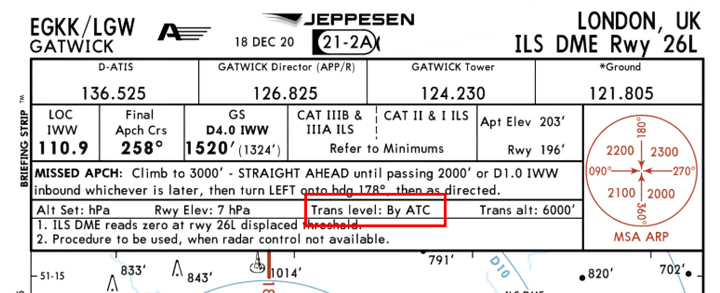 EGKK/LGW
GATWICK
JEPPESEN
18 DEC 20
21-2A
LONDON, UK
ILS DME Rwy 26L
D-ATIS
136.525
GATWICK Director (APP/R)
126.825
GATWICK Tower
124.230
*Ground
121.805
BRIEFING STRIP ™
LOC
IWW
110.9
Final
Apch Crs
258°
GS
D4.0 IWW
1520' (1324')
CAT IIIB &
IIIA ILS
CAT II & I ILS
Refer to Minimums
Apt Elev 203'
Rwy 196'
MISSED APCH: Climb to 3000' - STRAIGHT AHEAD until passing 2000' or D1.0 IWW
inbound whichever is later, then turn LEFT onto hdg 178°, then as directed.
Alt Set: hPa
Rwy Elev: 7 hPa
Trans level: By ATC
Trans alt: 6000'
1. ILS DME reads zero at rwy 26L displaced threshold.
2. Procedure to be used, when radar control not available.
180°
2200
2300
090°
270°
2100
2000
360°
MSA ARP
51-15
833'
843'
1014'
791'
D10
820'
702'
ILS DME